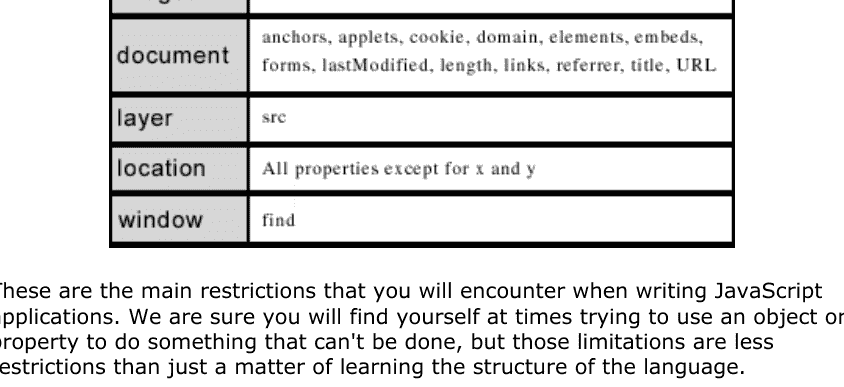 document
anchors, applets, cookie, domain, elements, embeds,
forms, lastModified, length, links, referrer, title, URL
layer
src
location
All properties except for x and y
window
find
These are the main restrictions that you will encounter when writing JavaScript
applications. We are sure you will find yourself at times trying to use an object or
property to do something that can't be done, but those limitations are less
restrictions than just a matter of learning the structure of the language.